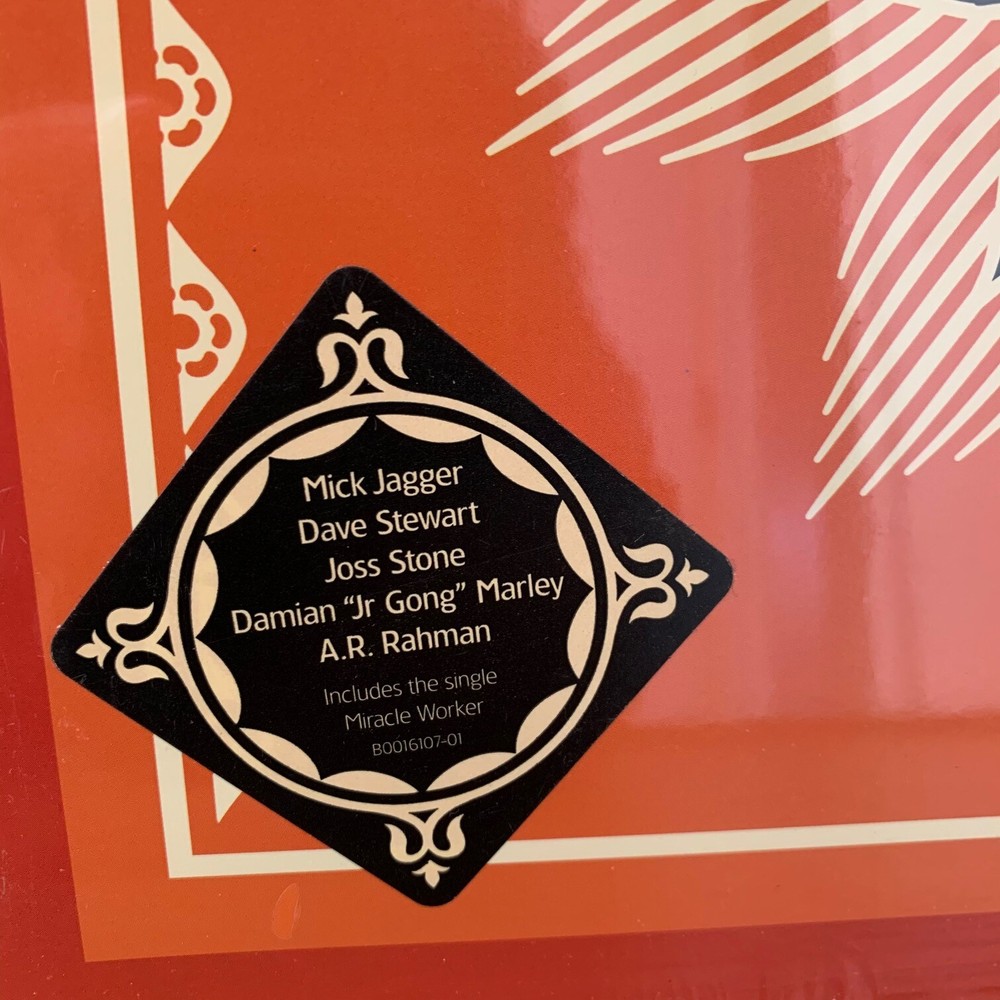 Mick Jagger
Dave Stewart
Joss Stone
Damian “Jr Gong” Marley
A.R. Rahman
Includes the single
Miracle Worker
B0016107-01